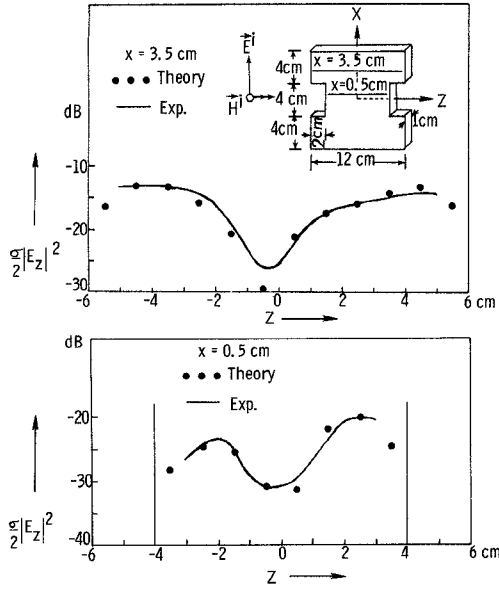 x = 3.5 cm
● ● ● Theory
— Exp.
E^i
H^i
X
Z
x = 3.5 cm
x=0.5cm
4cm
4 cm
4cm
2cm
1cm
12 cm
dB
-10
-20
-30
σ/2|E_z|^2
-6 -4 -2 0 2 4 6 cm
Z
x = 0.5 cm
● ● ● Theory
— Exp.
dB
-20
-30
-40
σ/2|E_z|^2
-6 -4 -2 0 2 4 6 cm
Z